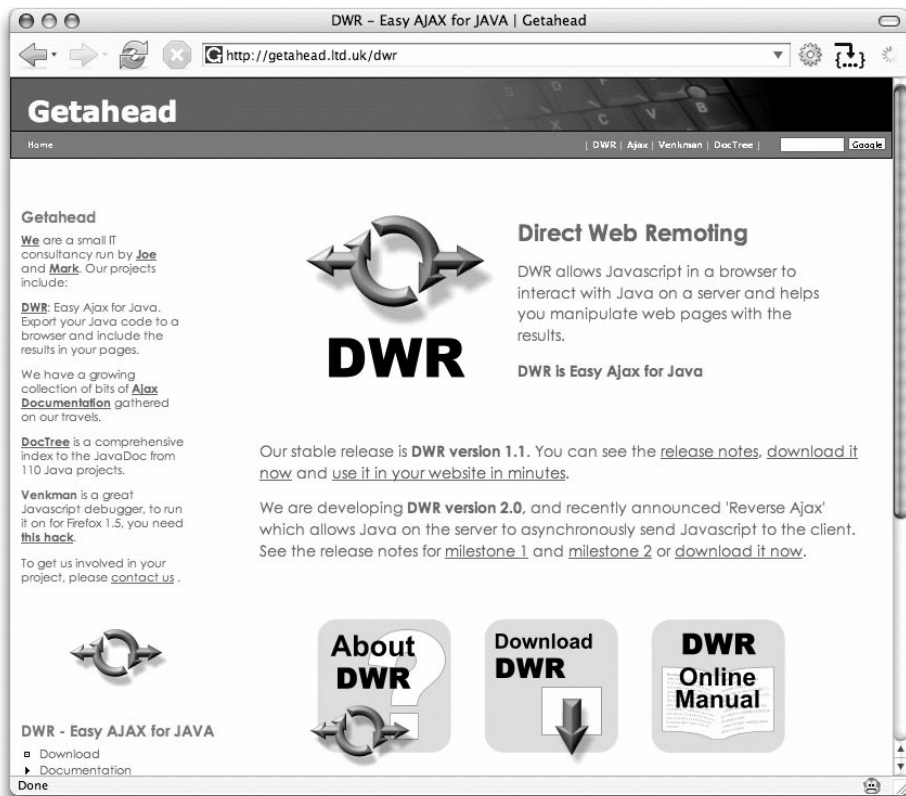 DWR – Easy AJAX for JAVA | Getahead
http://getahead.ltd.uk/dwr
Getahead
Home
[ DWR | Ajax | Venkman | DocTree ]
Google
Getahead
We are a small IT
consultancy run by Joe
and Mark. Our projects
include:
DWR: Easy Ajax for Java.
Export your Java code to a
browser and include the
results in your pages.
We have a growing
collection of bits of Ajax
Documentation gathered
on our travels.
DocTree is a comprehensive
index to the JavaDoc from
110 Java projects.
Venkman is a great
Javascript debugger, to run
it on for Firefox 1.5, you need
this hack.
To get us involved in your
project, please contact us .
DWR - Easy AJAX for JAVA
Download
Documentation
DWR
Direct Web Remoting
DWR allows Javascript in a browser to
interact with Java on a server and helps
you manipulate web pages with the
results.
DWR is Easy Ajax for Java
Our stable release is DWR version 1.1. You can see the release notes, download it
now and use it in your website in minutes.
We are developing DWR version 2.0, and recently announced 'Reverse Ajax'
which allows Java on the server to asynchronously send Javascript to the client.
See the release notes for milestone 1 and milestone 2 or download it now.
About
DWR
Download
DWR
DWR
Online
Manual
Done